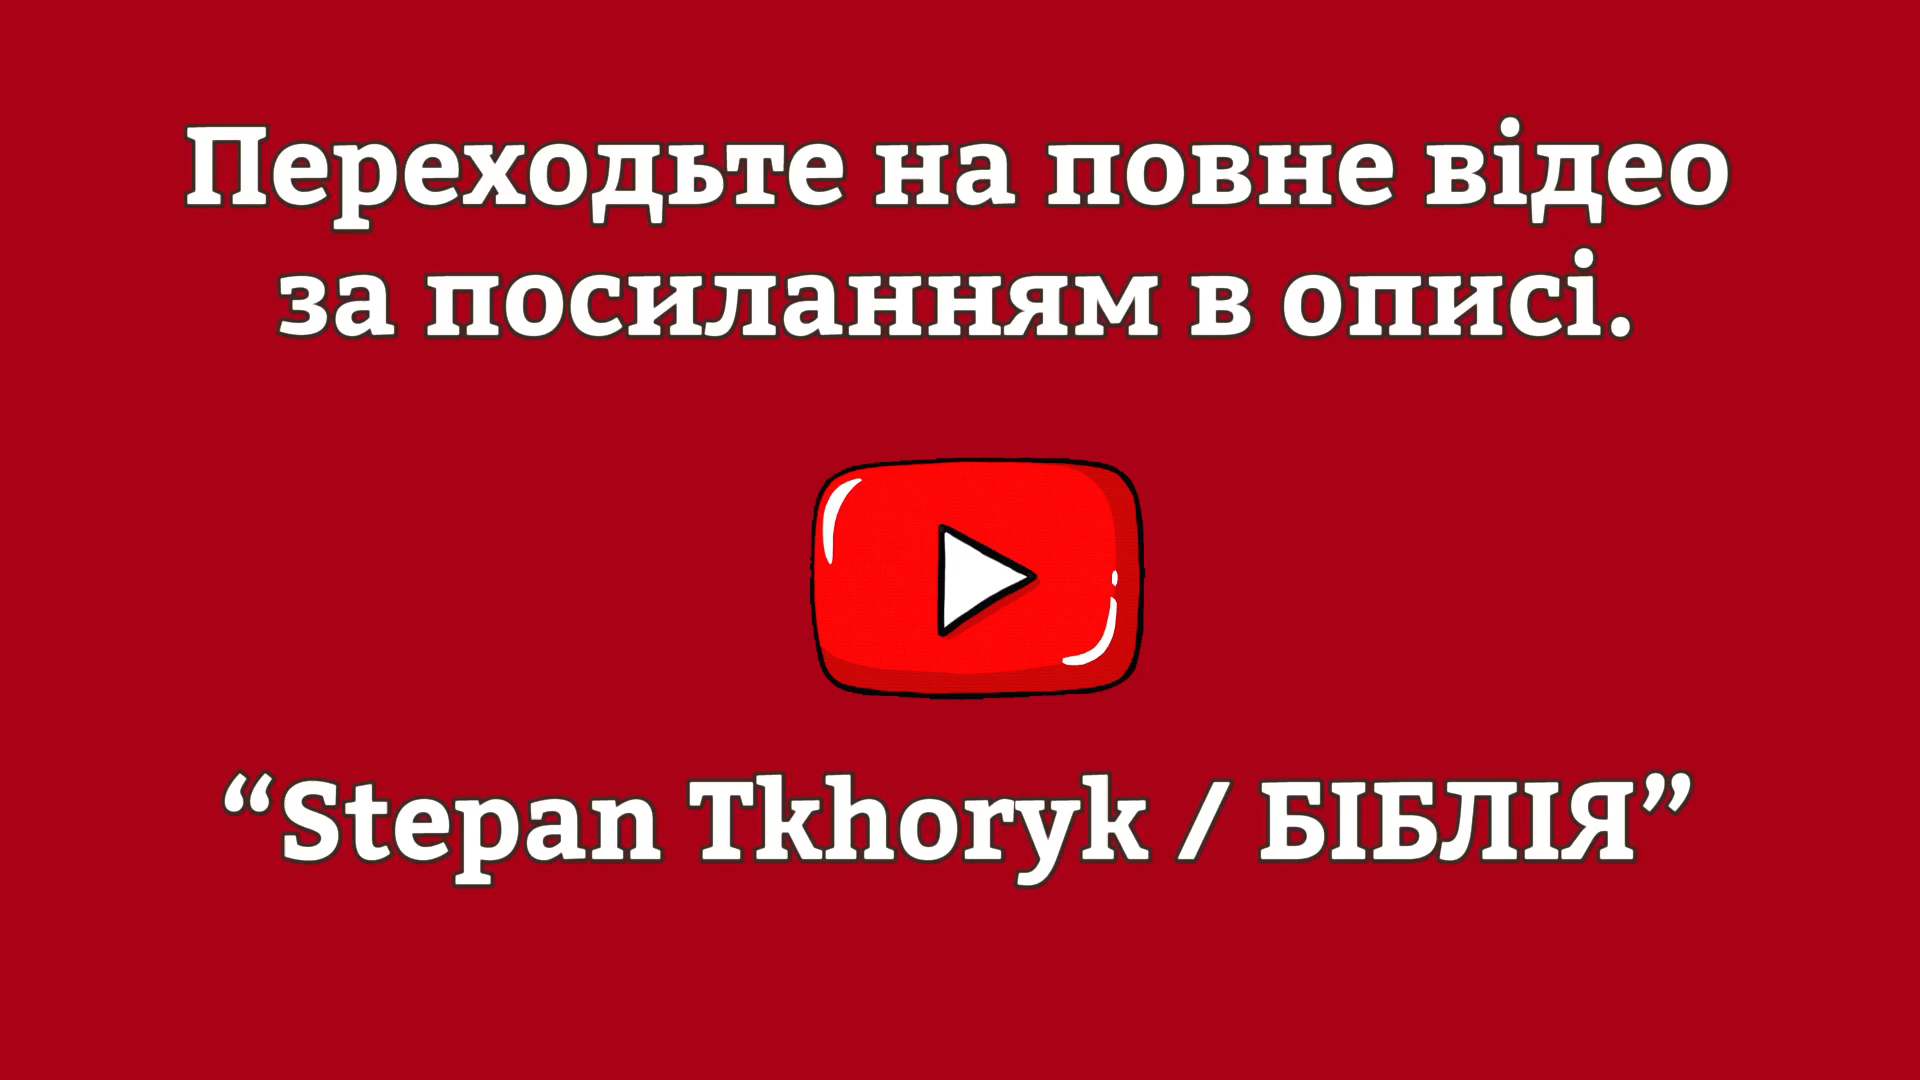 Переходьте на повне відео
за посиланням в описі.
“Stepan Tkhoryk / БІБЛІЯ”